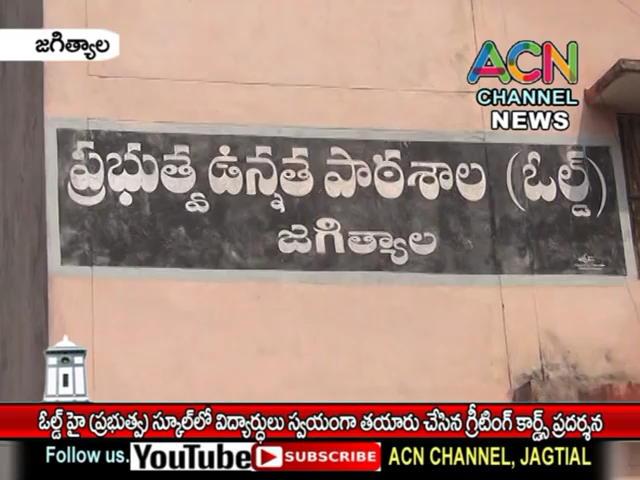 జగిత్యాల
ACN
CHANNEL
NEWS
ప్రభుత్వ ఉన్నత పాఠశాల (ఓల్డ్)
జగిత్యాల
ఓల్డ్ హై (ప్రభుత్వ) స్కూల్‌లో విద్యార్ధులు స్వయంగా తయారు చేసిన గ్రీటింగ్ కార్డ్స్ ప్రదర్శన
Follow us. YouTube SUBSCRIBE ACN CHANNEL, JAGTIAL